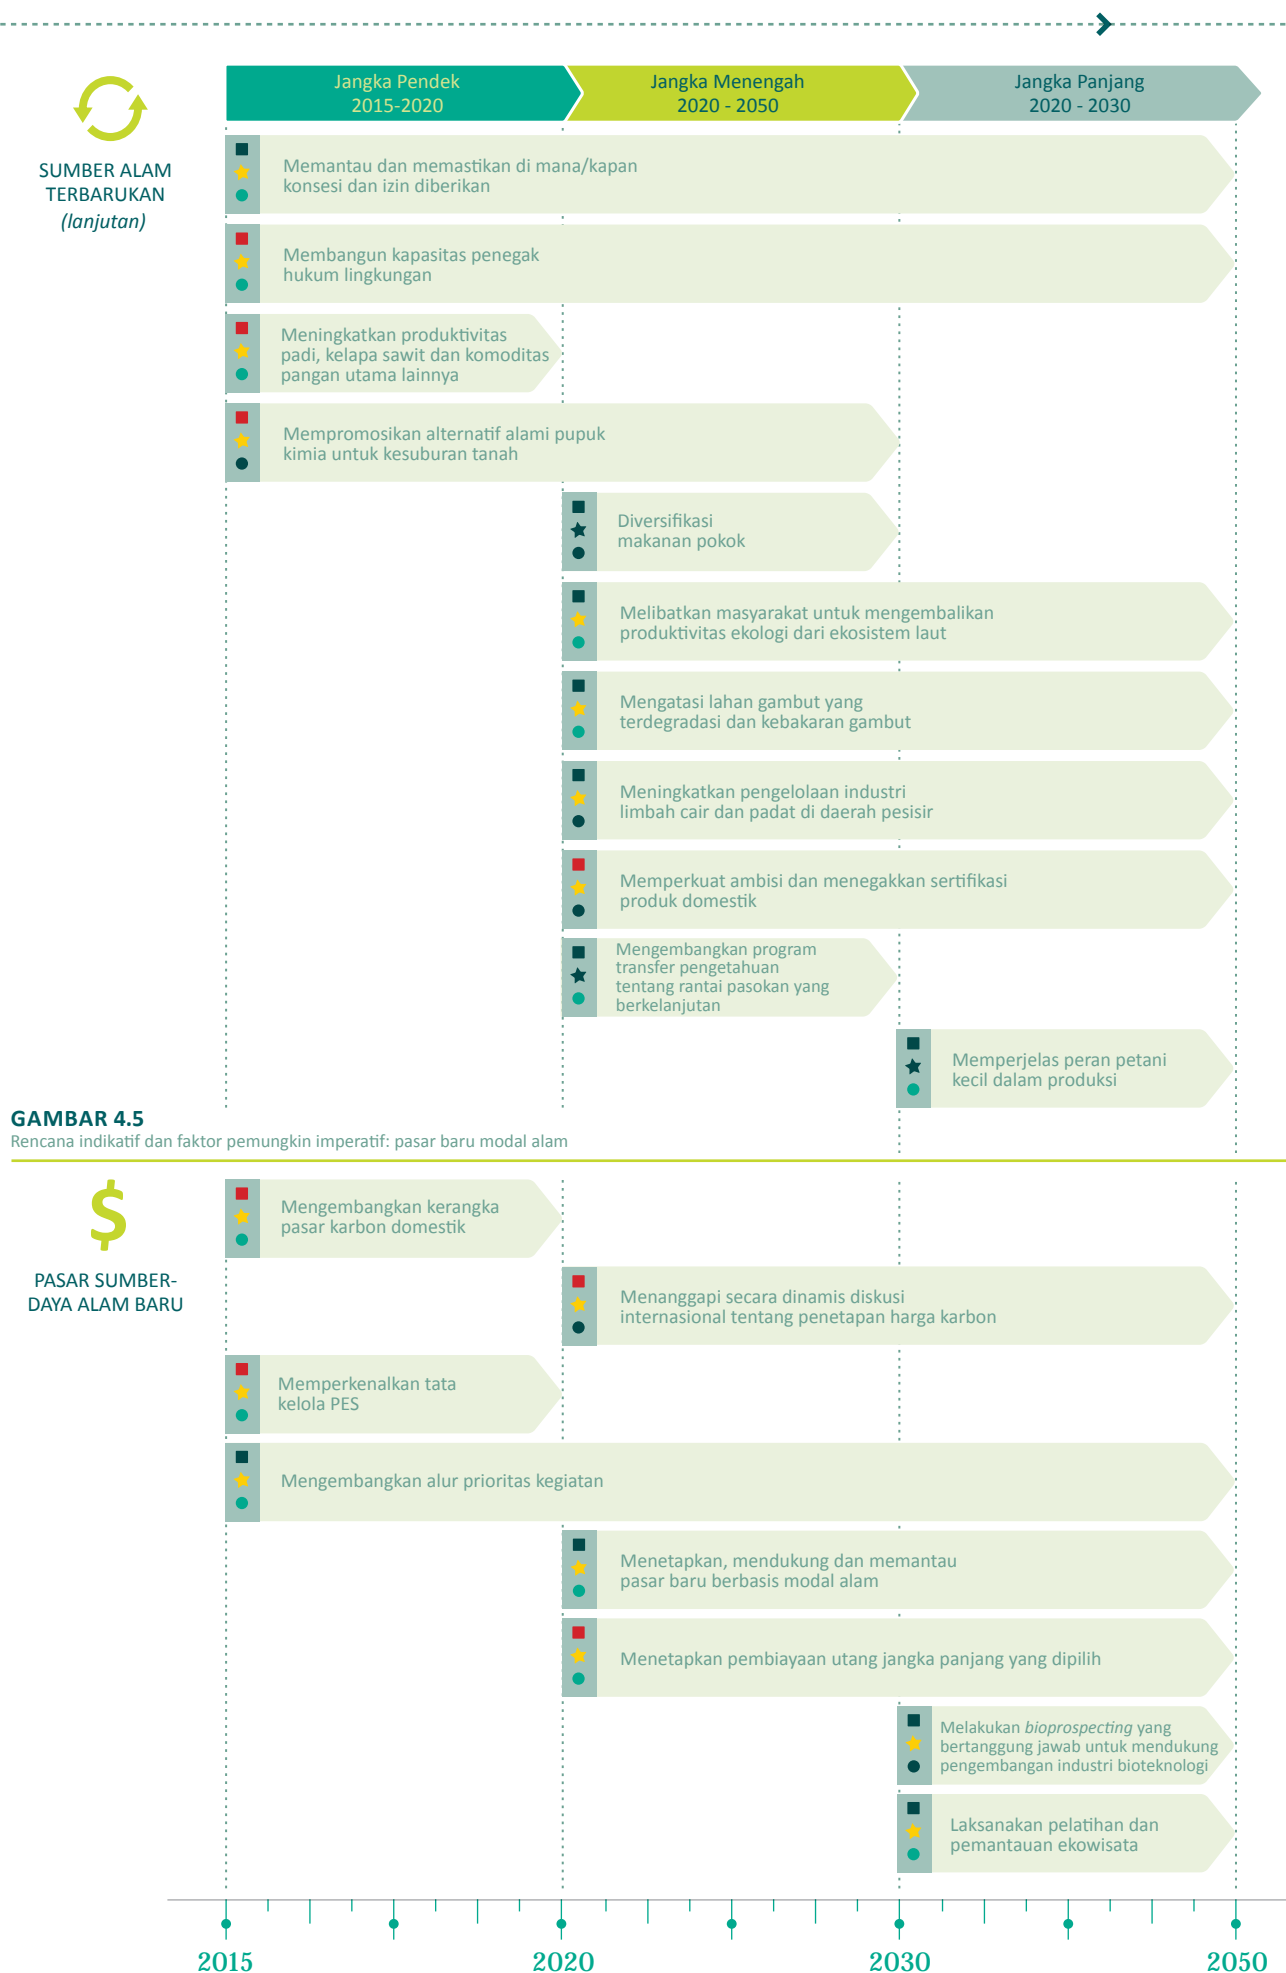 Jangka Pendek
2015-2020
Jangka Menengah
2020 - 2050
Jangka Panjang
2020 - 2030
SUMBER ALAM
TERBARUKAN
(lanjutan)
Memantau dan memastikan di mana/kapan
konsesi dan izin diberikan
Membangun kapasitas penegak
hukum lingkungan
Meningkatkan produktivitas
padi, kelapa sawit dan komoditas
pangan utama lainnya
Mempromosikan alternatif alami pupuk
kimia untuk kesuburan tanah
Diversifikasi
makanan pokok
Melibatkan masyarakat untuk mengembalikan
produktivitas ekologi dari ekosistem laut
Mengatasi lahan gambut yang
terdegradasi dan kebakaran gambut
Meningkatkan pengelolaan industri
limbah cair dan padat di daerah pesisir
Memperkuat ambisi dan menegakkan sertifikasi
produk domestik
Mengembangkan program
transfer pengetahuan
tentang rantai pasokan yang
berkelanjutan
Memperjelas peran petani
kecil dalam produksi
GAMBAR 4.5
Rencana indikatif dan faktor pemungkin imperatif: pasar baru modal alam
$
PASAR SUMBER-
DAYA ALAM BARU
Mengembangkan kerangka
pasar karbon domestik
Menanggapi secara dinamis diskusi
internasional tentang penetapan harga karbon
Memperkenalkan tata
kelola PES
Mengembangkan alur prioritas kegiatan
Menetapkan, mendukung dan memantau
pasar baru berbasis modal alam
Menetapkan pembiayaan utang jangka panjang yang dipilih
Melakukan bioprospecting yang
bertanggung jawab untuk mendukung
pengembangan industri bioteknologi
Laksanakan pelatihan dan
pemantauan ekowisata
2015
2020
2030
2050